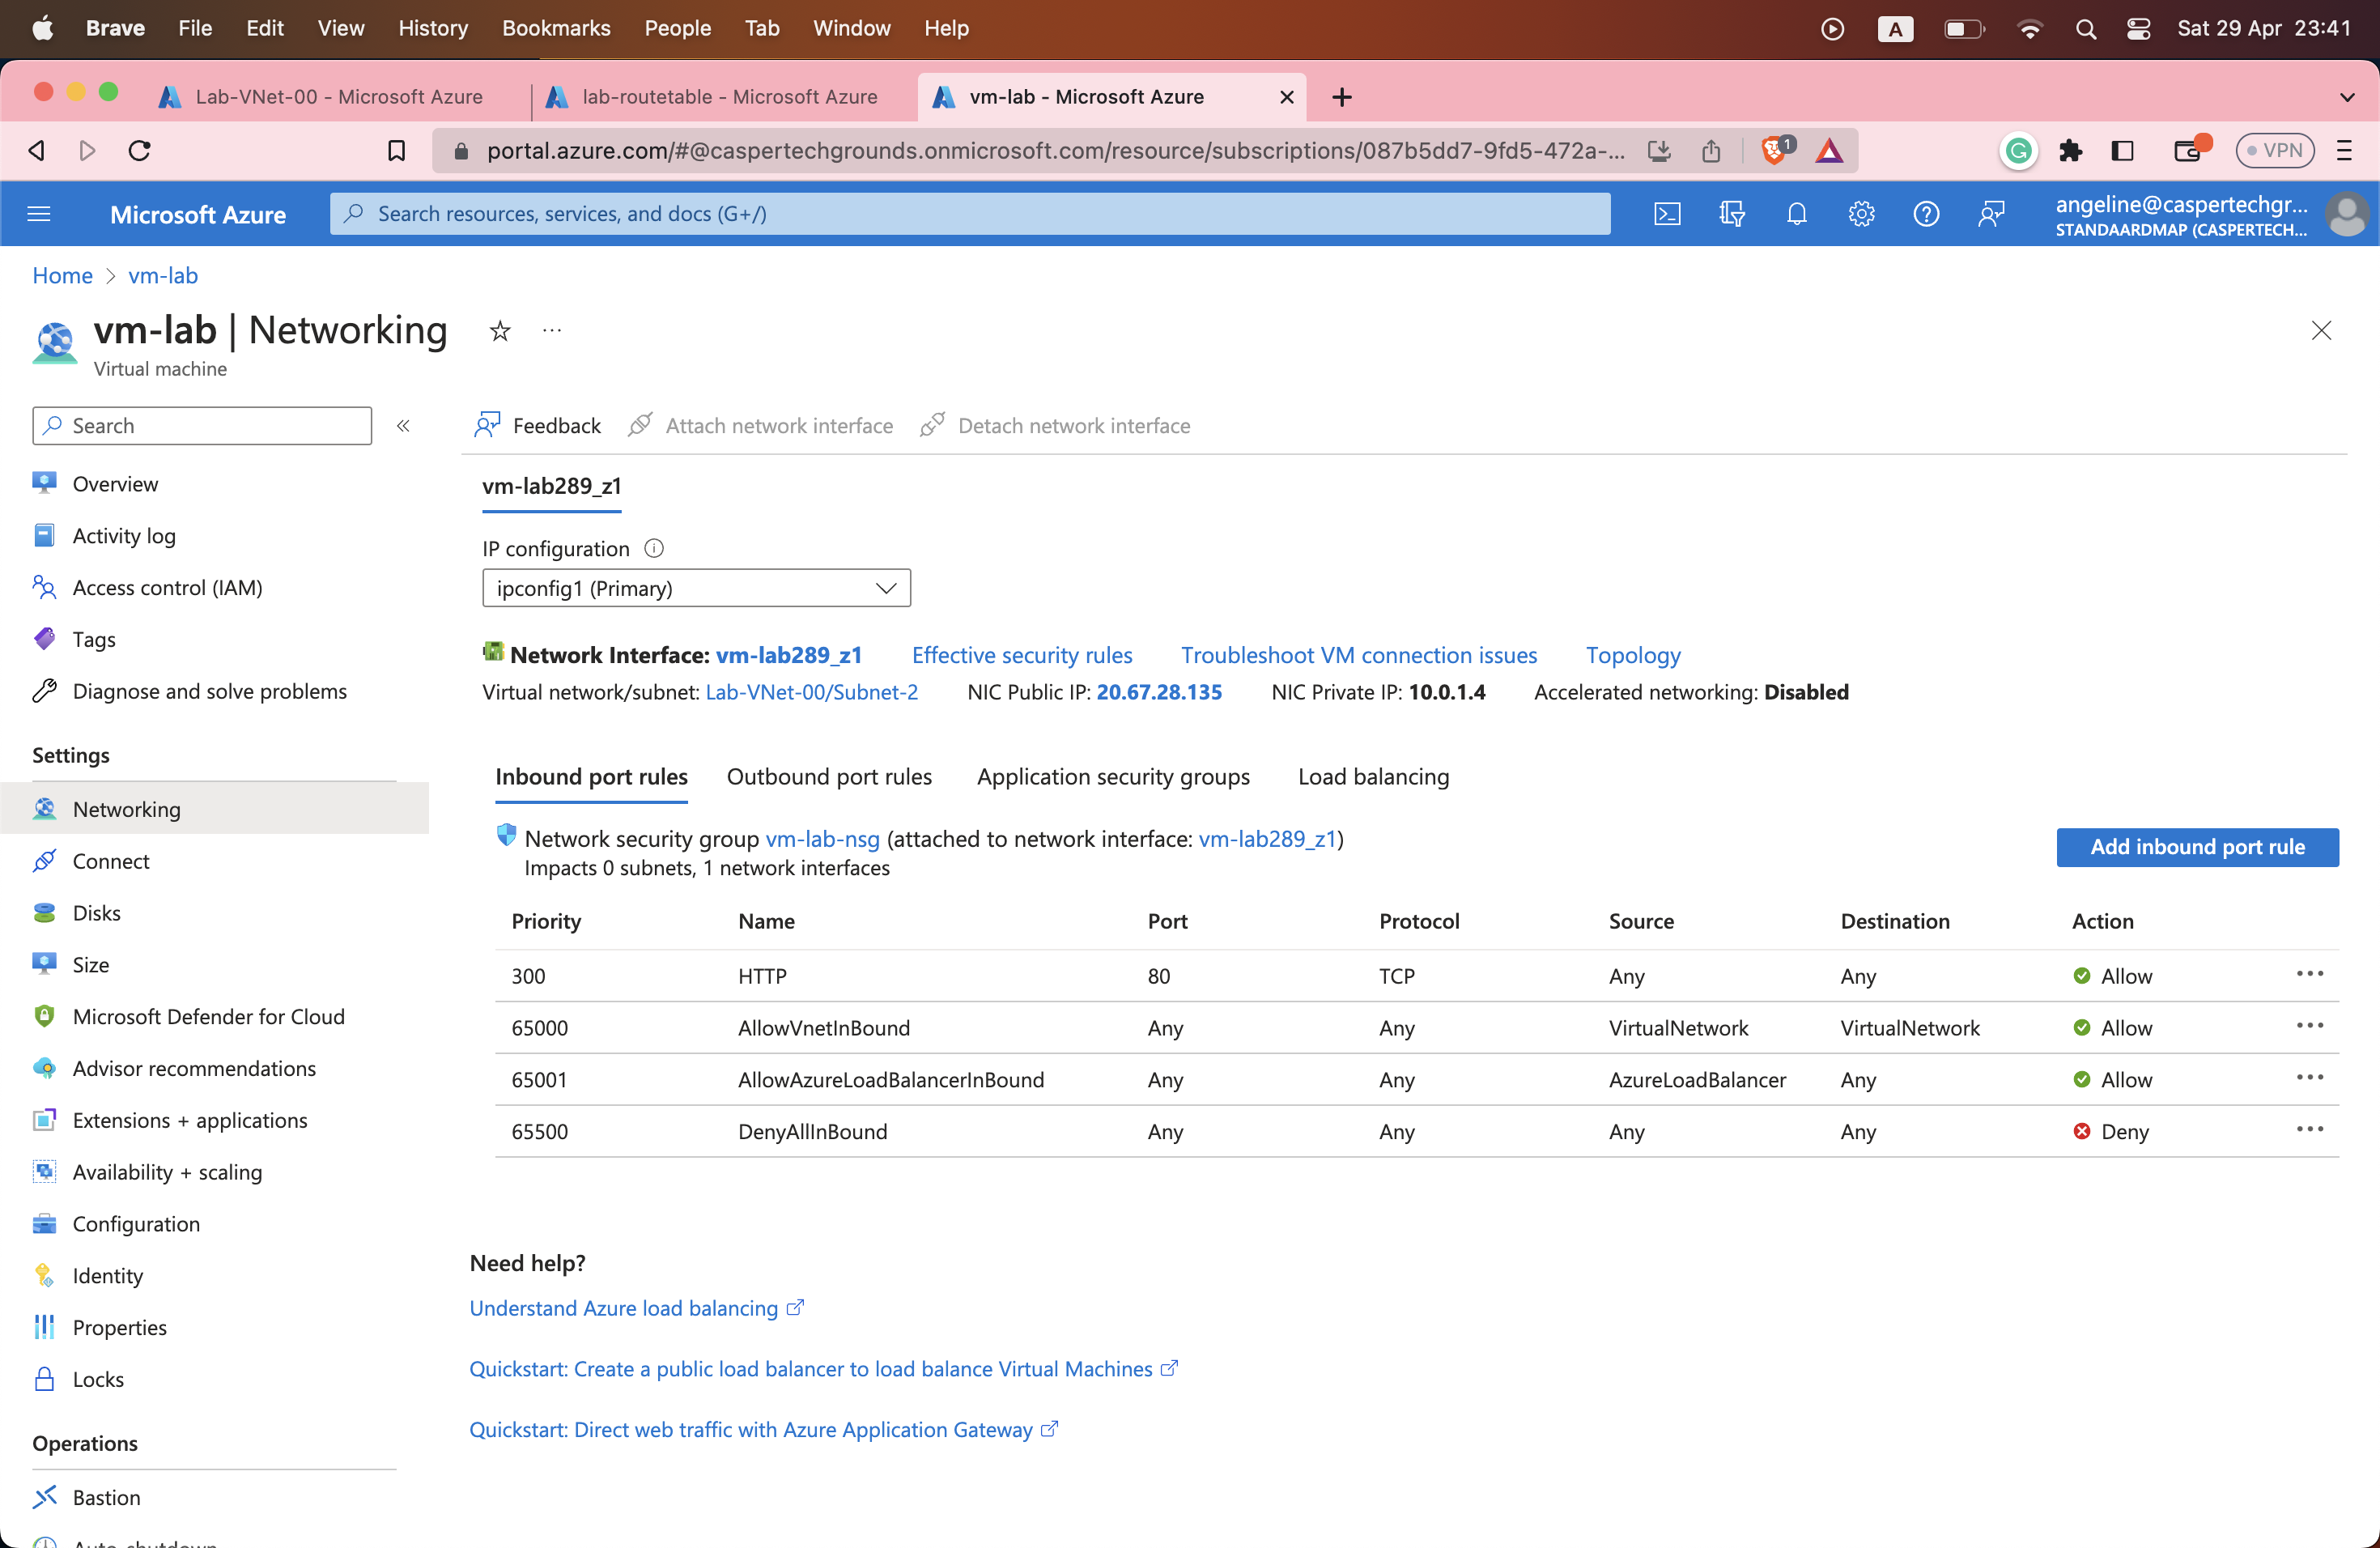 Brave File Edit View History Bookmarks People Tab Window Help A Sat 29 Apr 23:41
Lab-VNet-00 - Microsoft Azure lab-routetable - Microsoft Azure vm-lab - Microsoft Azure
portal.azure.com/#@caspertechgrounds.onmicrosoft.com/resource/subscriptions/087b5dd7-9fd5-472a-... 1 G VPN
Microsoft Azure Search resources, services, and docs (G+/) angeline@caspertechgr...
STANDAARDMAP (CASPERTECH...
Home > vm-lab
vm-lab | Networking ...
Virtual machine
Search «
Overview
Activity log
Access control (IAM)
Tags
Diagnose and solve problems
Settings
Networking
Connect
Disks
Size
Microsoft Defender for Cloud
Advisor recommendations
Extensions + applications
Availability + scaling
Configuration
Identity
Properties
Locks
Operations
Bastion
Auto-shutdown
Feedback Attach network interface Detach network interface
vm-lab289_z1
IP configuration
ipconfig1 (Primary)
Network Interface: vm-lab289_z1 Effective security rules Troubleshoot VM connection issues Topology
Virtual network/subnet: Lab-VNet-00/Subnet-2 NIC Public IP: 20.67.28.135 NIC Private IP: 10.0.1.4 Accelerated networking: Disabled
Inbound port rules Outbound port rules Application security groups Load balancing
Network security group vm-lab-nsg (attached to network interface: vm-lab289_z1)
Impacts 0 subnets, 1 network interfaces
Add inbound port rule
Priority Name Port Protocol Source Destination Action
300 HTTP 80 TCP Any Any Allow ...
65000 AllowVnetInBound Any Any VirtualNetwork VirtualNetwork Allow ...
65001 AllowAzureLoadBalancerInBound Any Any AzureLoadBalancer Any Allow ...
65500 DenyAllInBound Any Any Any Any Deny ...
Need help?
Understand Azure load balancing
Quickstart: Create a public load balancer to load balance Virtual Machines
Quickstart: Direct web traffic with Azure Application Gateway